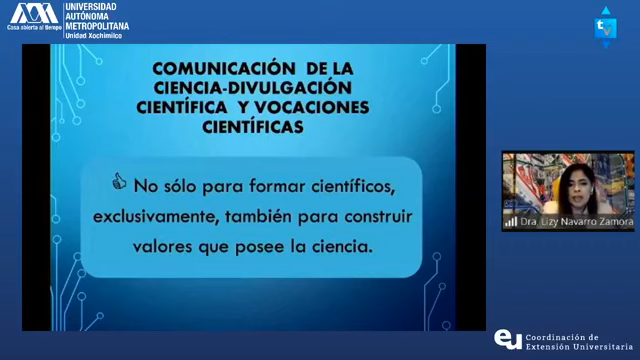 UNIVERSIDAD
AUTÓNOMA
METROPOLITANA
Casa abierta al tiempo
Unidad Xochimilco
tv
COMUNICACIÓN DE LA
CIENCIA-DIVULGACIÓN
CIENTÍFICA Y VOCACIONES
CIENTÍFICAS
No sólo para formar científicos,
exclusivamente, también para construir
valores que posee la ciencia.
Dra. Lizy Navarro Zamora
eu Coordinación de
Extensión Universitaria